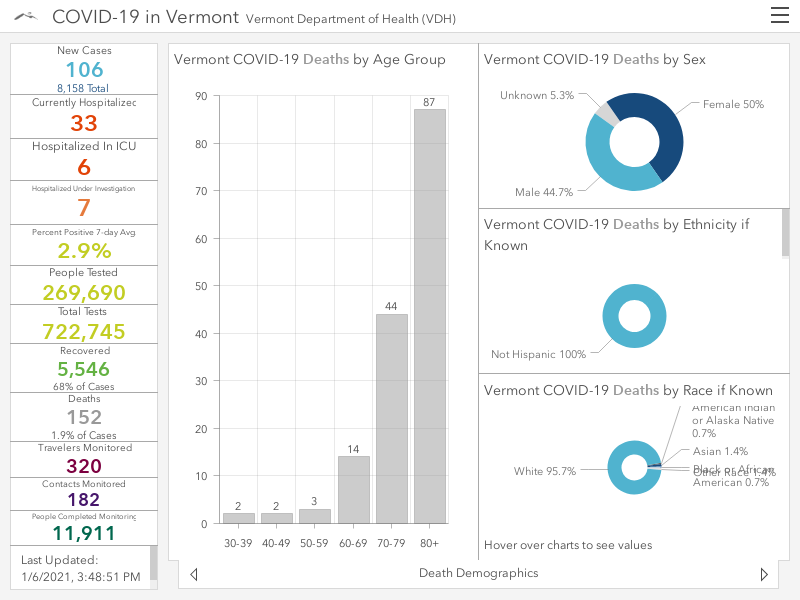 COVID-19 in Vermont Vermont Department of Health (VDH)
New Cases
106
8,158 Total
Currently Hospitalized
33
Hospitalized In ICU
6
Hospitalized Under Investigation
7
Percent Positive 7-day Avg
2.9%
People Tested
269,690
Total Tests
722,745
Recovered
5,546
68% of Cases
Deaths
152
1.9% of Cases
Travelers Monitored
320
Contacts Monitored
182
People Completed Monitoring
11,911
Last Updated:
1/6/2021, 3:48:51 PM
Vermont COVID-19 Deaths by Age Group
90
80
70
60
50
40
30
20
10
0
2
2
3
14
44
87
30-39 40-49 50-59 60-69 70-79 80+
Vermont COVID-19 Deaths by Sex
Unknown 5.3%
Female 50%
Male 44.7%
Vermont COVID-19 Deaths by Ethnicity if
Known
Not Hispanic 100%
Vermont COVID-19 Deaths by Race if Known
American Indian
or Alaska Native
0.7%
Asian 1.4%
Black or African
Other Race 1.4%
American 0.7%
White 95.7%
Hover over charts to see values
Death Demographics